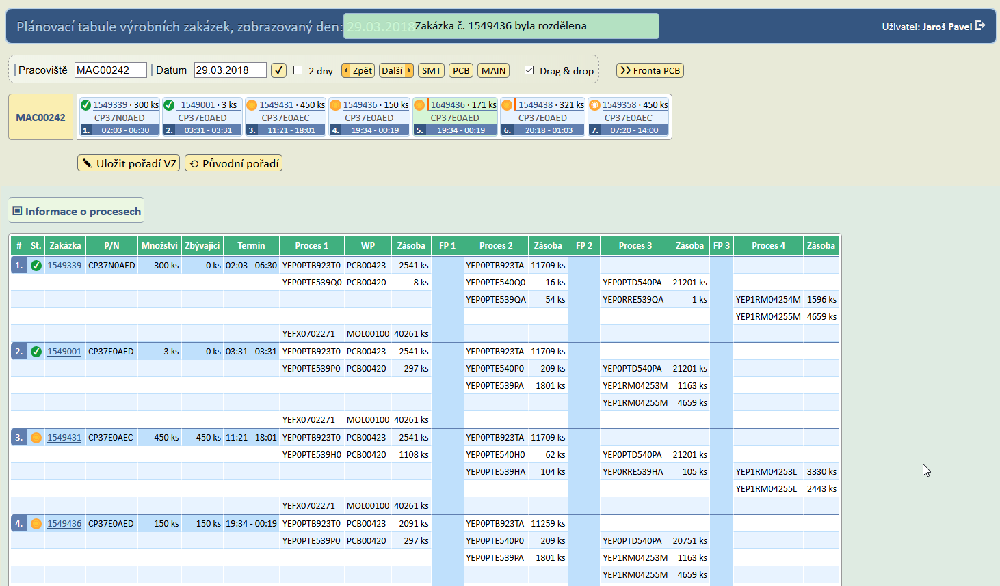 Plánovací tabule výrobních zakázek, zobrazovaný den: 29.03.2018
Zakázka č. 1549436 byla rozdělena
Uživatel: Jaroš Pavel
Pracoviště MAC00242 Datum 29.03.2018 2 dny Zpět Další SMT PCB MAIN Drag & drop Fronta PCB
MAC00242
1549339 · 300 ks
CP37N0AED
1. 02:03 - 06:30
1549001 · 3 ks
CP37E0AED
2. 03:31 - 03:31
1549431 · 450 ks
CP37E0AEC
3. 11:21 - 18:01
1549436 · 150 ks
CP37E0AED
4. 19:34 - 00:19
1649436 · 171 ks
CP37E0AED
5. 19:34 - 00:19
1549438 · 321 ks
CP37E0AED
6. 20:18 - 01:03
1549358 · 450 ks
CP37E0AEC
7. 07:20 - 14:00
Uložit pořadí VZ Původní pořadí
Informace o procesech
# St. Zakázka P/N Množství Zbývající Termín Proces 1 WP Zásoba FP 1 Proces 2 Zásoba FP 2 Proces 3 Zásoba FP 3 Proces 4 Zásoba
1. 1549339 CP37N0AED 300 ks 0 ks 02:03 - 06:30 YEP0PTB923T0 PCB00423 2541 ks YEP0PTB923TA 11709 ks
YEP0PTE539Q0 PCB00420 8 ks YEP0PTE540Q0 16 ks YEP0PTD540PA 21201 ks
YEP0PTE539QA 54 ks YEP0RRE539QA 1 ks YEP1RM04254M 1596 ks
YEP1RM04255M 4659 ks
YEFX0702271 MOL00100 40261 ks
2. 1549001 CP37E0AED 3 ks 0 ks 03:31 - 03:31 YEP0PTB923T0 PCB00423 2541 ks YEP0PTB923TA 11709 ks
YEP0PTE539P0 PCB00420 297 ks YEP0PTE540P0 209 ks YEP0PTD540PA 21201 ks
YEP0PTE539PA 1801 ks YEP1RM04253M 1163 ks
YEP1RM04255M 4659 ks
YEFX0702271 MOL00100 40261 ks
3. 1549431 CP37E0AEC 450 ks 450 ks 11:21 - 18:01 YEP0PTB923T0 PCB00423 2541 ks YEP0PTB923TA 11709 ks
YEP0PTE539H0 PCB00420 1108 ks YEP0PTE540H0 62 ks YEP0PTD540PA 21201 ks
YEP0PTE539HA 104 ks YEP0RRE539HA 105 ks YEP1RM04253L 3330 ks
YEP1RM04255L 2443 ks
YEFX0702271 MOL00100 40261 ks
4. 1549436 CP37E0AED 150 ks 150 ks 19:34 - 00:19 YEP0PTB923T0 PCB00423 2091 ks YEP0PTB923TA 11259 ks
YEP0PTE539P0 PCB00420 297 ks YEP0PTE540P0 209 ks YEP0PTD540PA 20751 ks
YEP0PTE539PA 1801 ks YEP1RM04253M 1163 ks
YEP1RM04255M 4659 ks